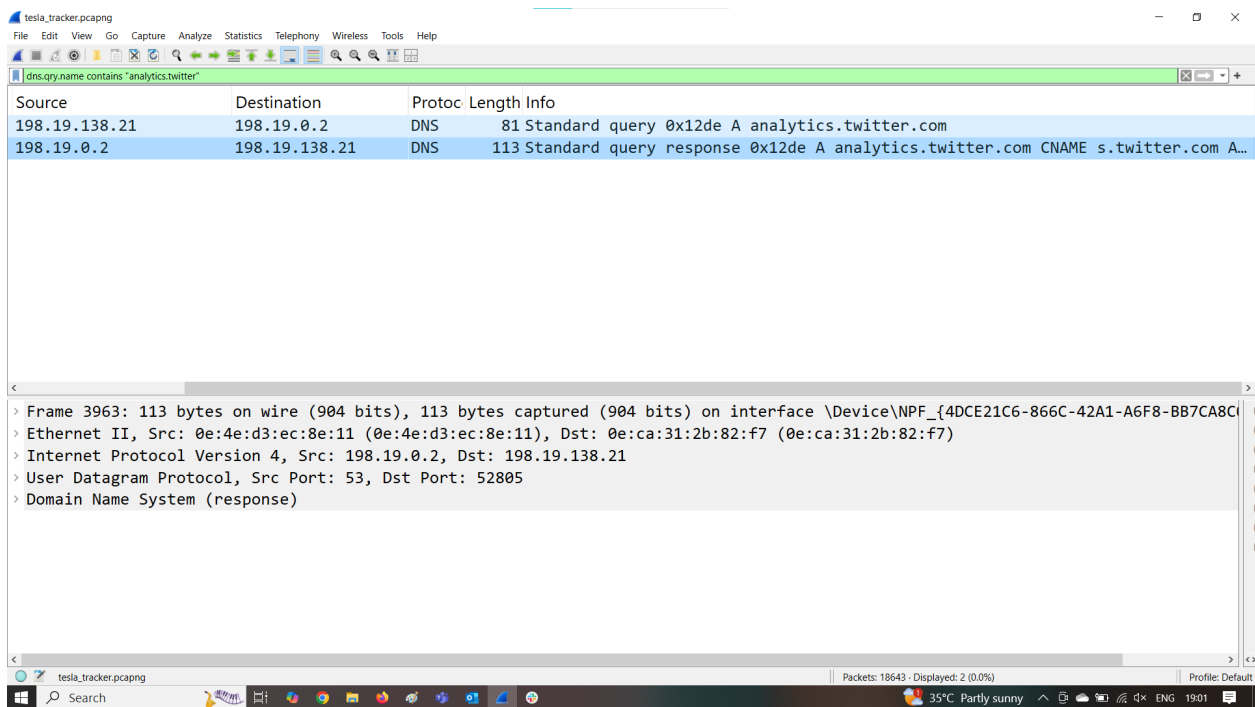 tesla_tracker.pcapng
File Edit View Go Capture Analyze Statistics Telephony Wireless Tools Help
dns.qry.name contains "analytics.twitter"
Source Destination Protoc Length Info
198.19.138.21 198.19.0.2 DNS 81 Standard query 0x12de A analytics.twitter.com
198.19.0.2 198.19.138.21 DNS 113 Standard query response 0x12de A analytics.twitter.com CNAME s.twitter.com A…
Frame 3963: 113 bytes on wire (904 bits), 113 bytes captured (904 bits) on interface \Device\NPF_{4DCE21C6-866C-42A1-A6F8-BB7CA8C
Ethernet II, Src: 0e:4e:d3:ec:8e:11 (0e:4e:d3:ec:8e:11), Dst: 0e:ca:31:2b:82:f7 (0e:ca:31:2b:82:f7)
Internet Protocol Version 4, Src: 198.19.0.2, Dst: 198.19.138.21
User Datagram Protocol, Src Port: 53, Dst Port: 52805
Domain Name System (response)
tesla_tracker.pcapng Packets: 18643 · Displayed: 2 (0.0%) Profile: Default
Search 1 35°C Partly sunny ENG 19:01